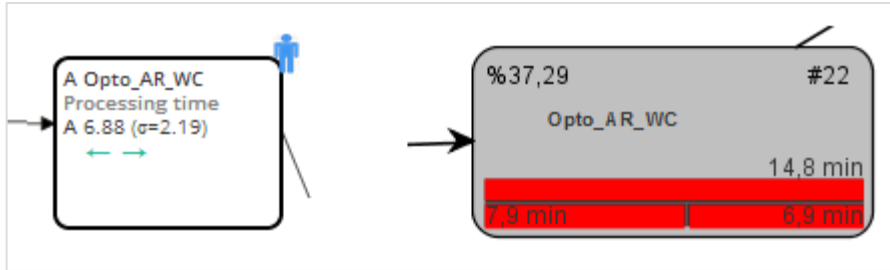 A Opto_AR_WC
Processing time
A 6.88 (σ=2.19)
%37,29 #22
Opto_AR_WC
14,8 min
7,9 min 6,9 min